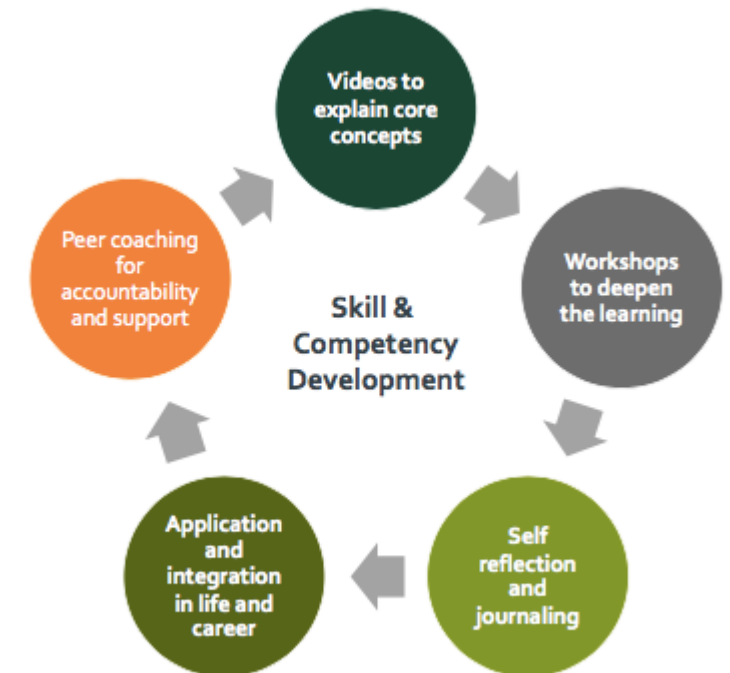 Videos to
explain core
concepts
Workshops
to deepen
the learning
Self
reflection
and
journaling
Application
and
integration
in life and
career
Peer coaching
for
accountability
and support
Skill &
Competency
Development